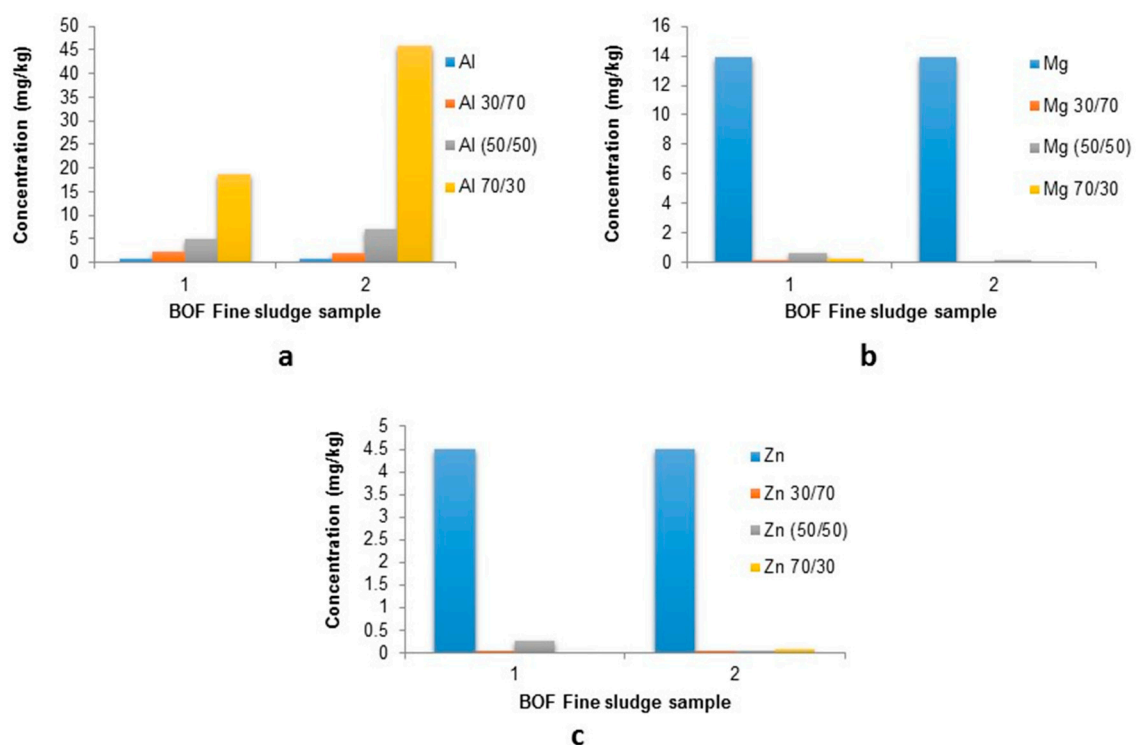 Concentration (mg/kg)
50
45
40
35
30
25
20
15
10
5
0
1
2
BOF Fine sludge sample
Al
Al 30/70
Al (50/50)
Al 70/30
a
Concentration (mg/kg)
16
14
12
10
8
6
4
2
0
1
2
BOF Fine sludge sample
Mg
Mg 30/70
Mg (50/50)
Mg 70/30
b
Concentration (mg/kg)
5
4.5
4
3.5
3
2.5
2
1.5
1
0.5
0
1
2
BOF Fine sludge sample
Zn
Zn 30/70
Zn (50/50)
Zn 70/30
c